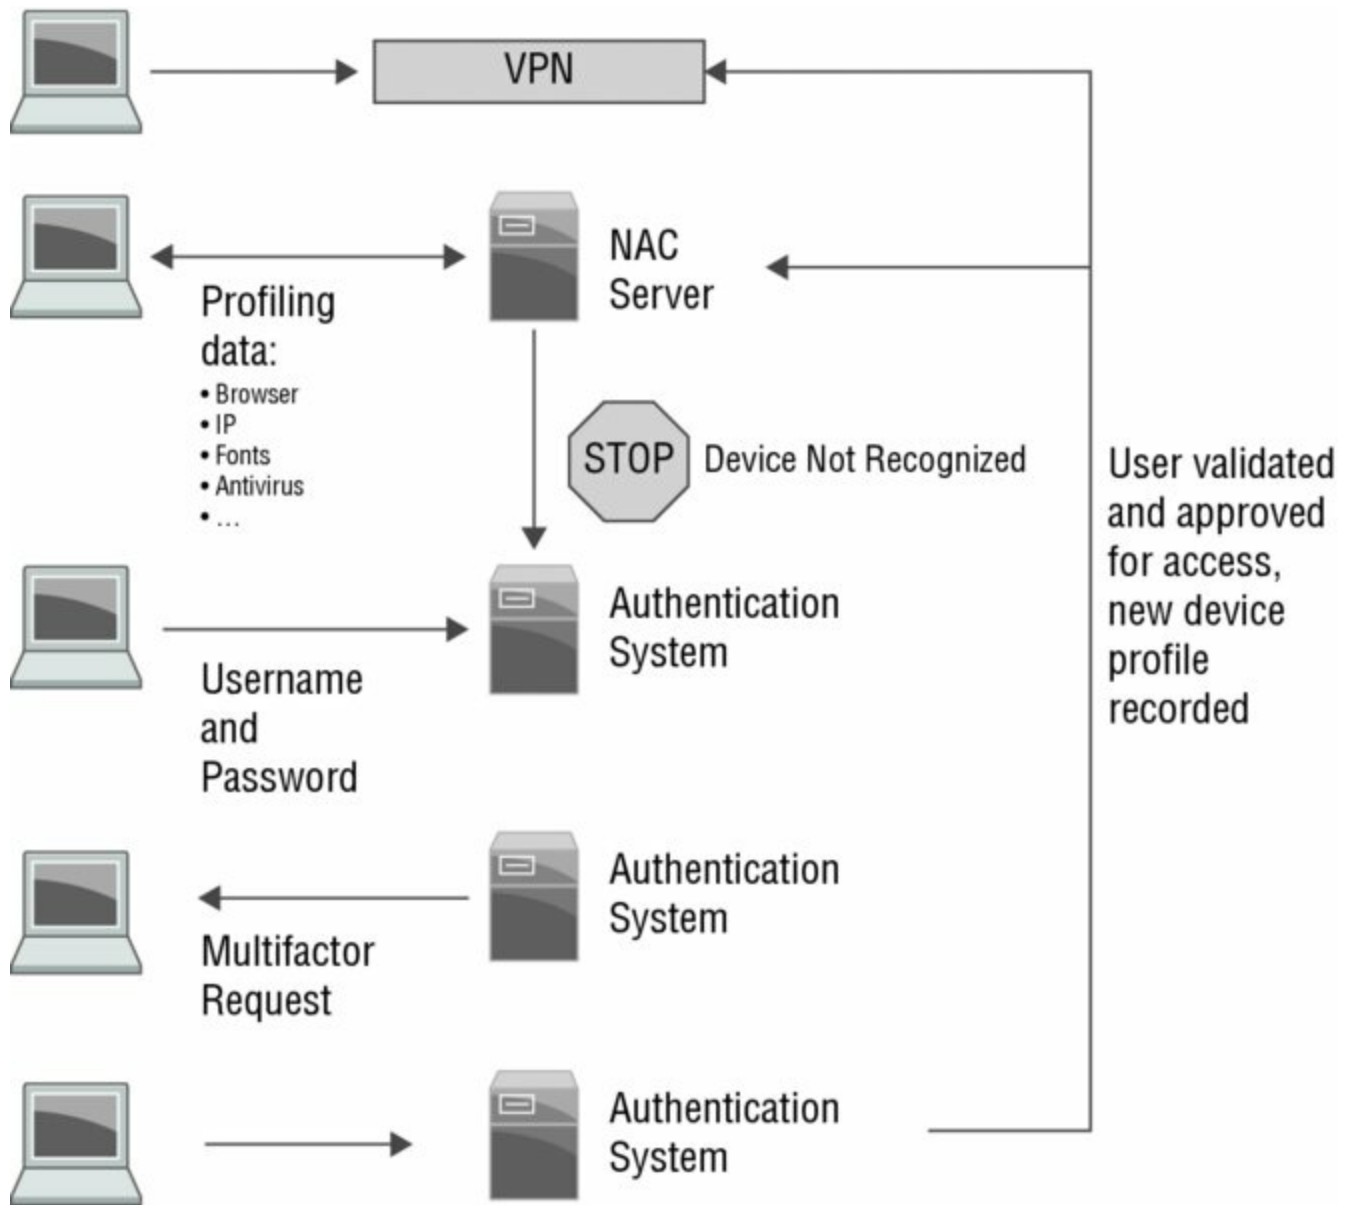 VPN
NAC
Server
Profiling
data:
• Browser
• IP
• Fonts
• Antivirus
• ...
STOP
Device Not Recognized
User validated
and approved
for access,
new device
profile
recorded
Authentication
System
Username
and
Password
Authentication
System
Multifactor
Request
Authentication
System